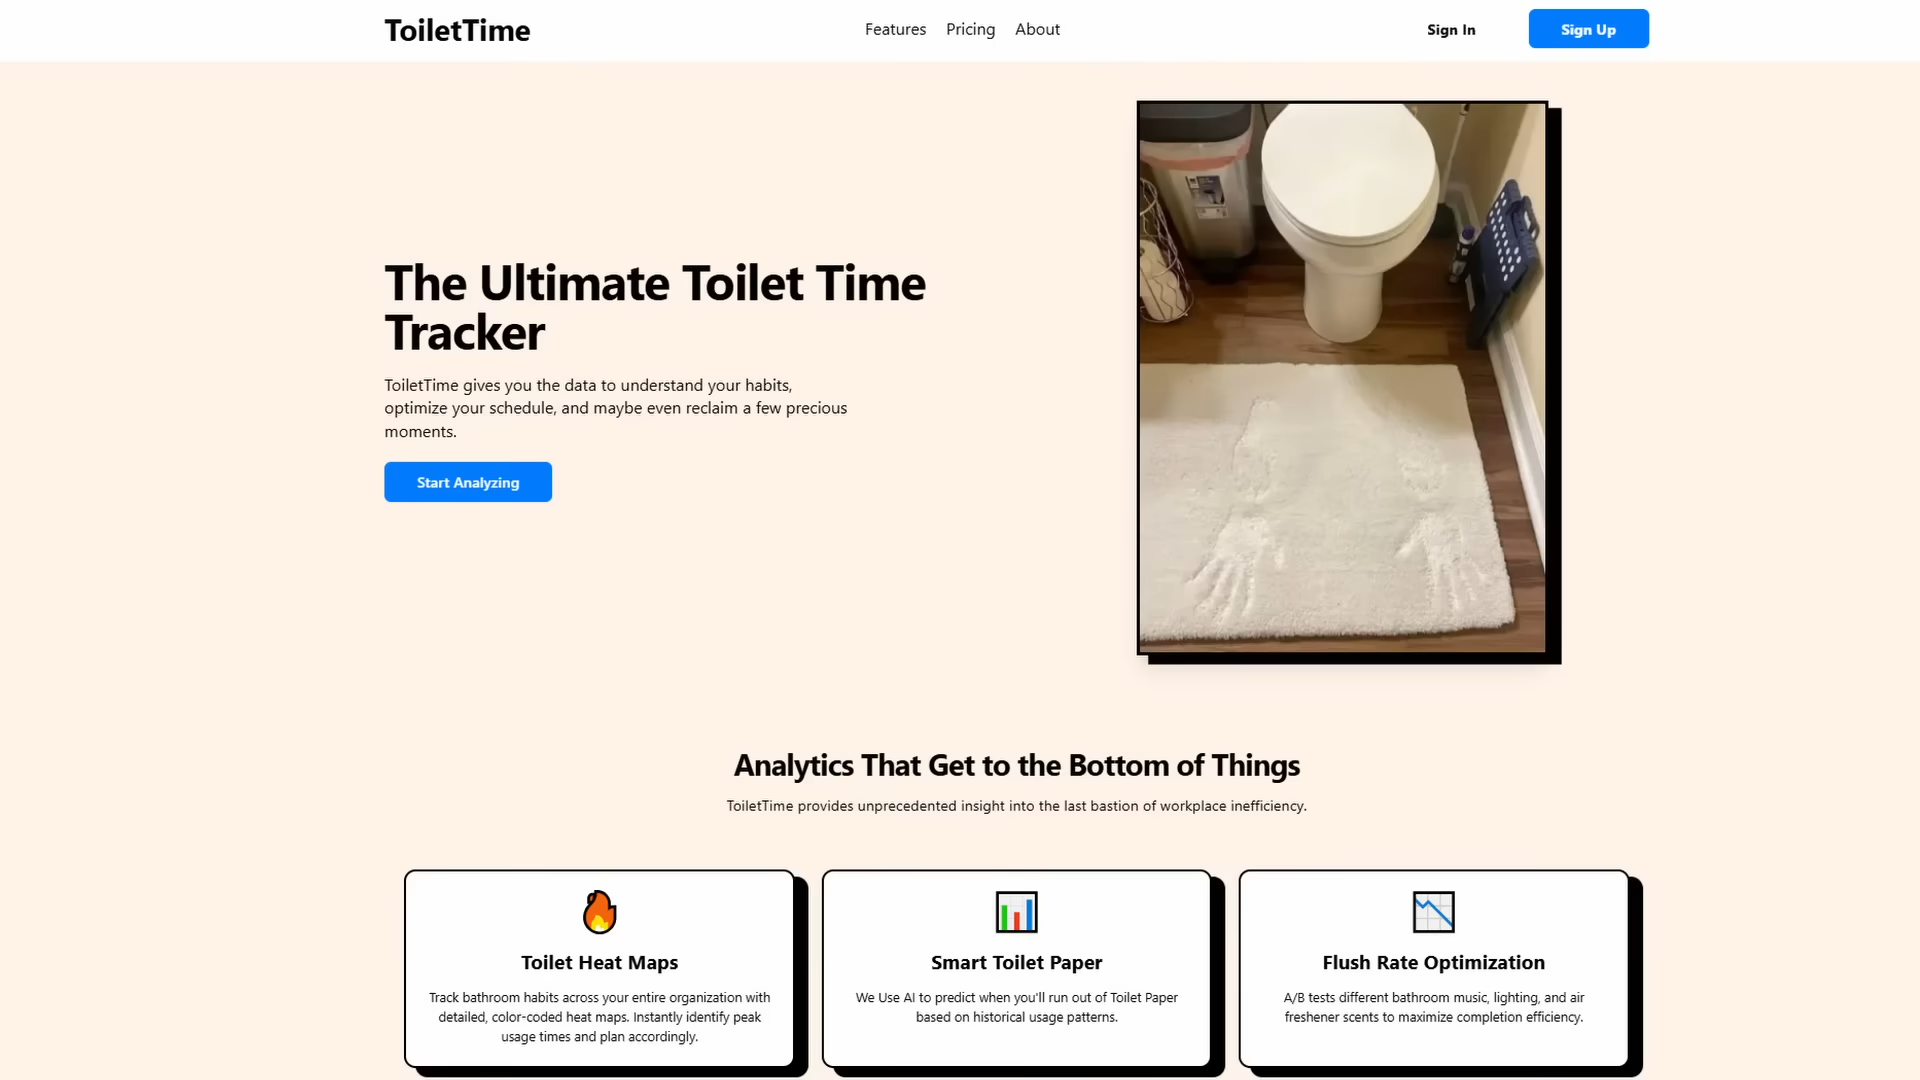 ToiletTime
Features
Pricing
About
Sign In
Sign Up
The Ultimate Toilet Time
Tracker
ToiletTime gives you the data to understand your habits,
optimize your schedule, and maybe even reclaim a few precious
moments.
Start Analyzing
Analytics That Get to the Bottom of Things
ToiletTime provides unprecedented insight into the last bastion of workplace inefficiency.
Toilet Heat Maps
Track bathroom habits across your entire organization with
detailed, color-coded heat maps. Instantly identify peak
usage times and plan accordingly.
Smart Toilet Paper
We Use AI to predict when you'll run out of Toilet Paper
based on historical usage patterns.
Flush Rate Optimization
A/B tests different bathroom music, lighting, and air
freshener scents to maximize completion efficiency.